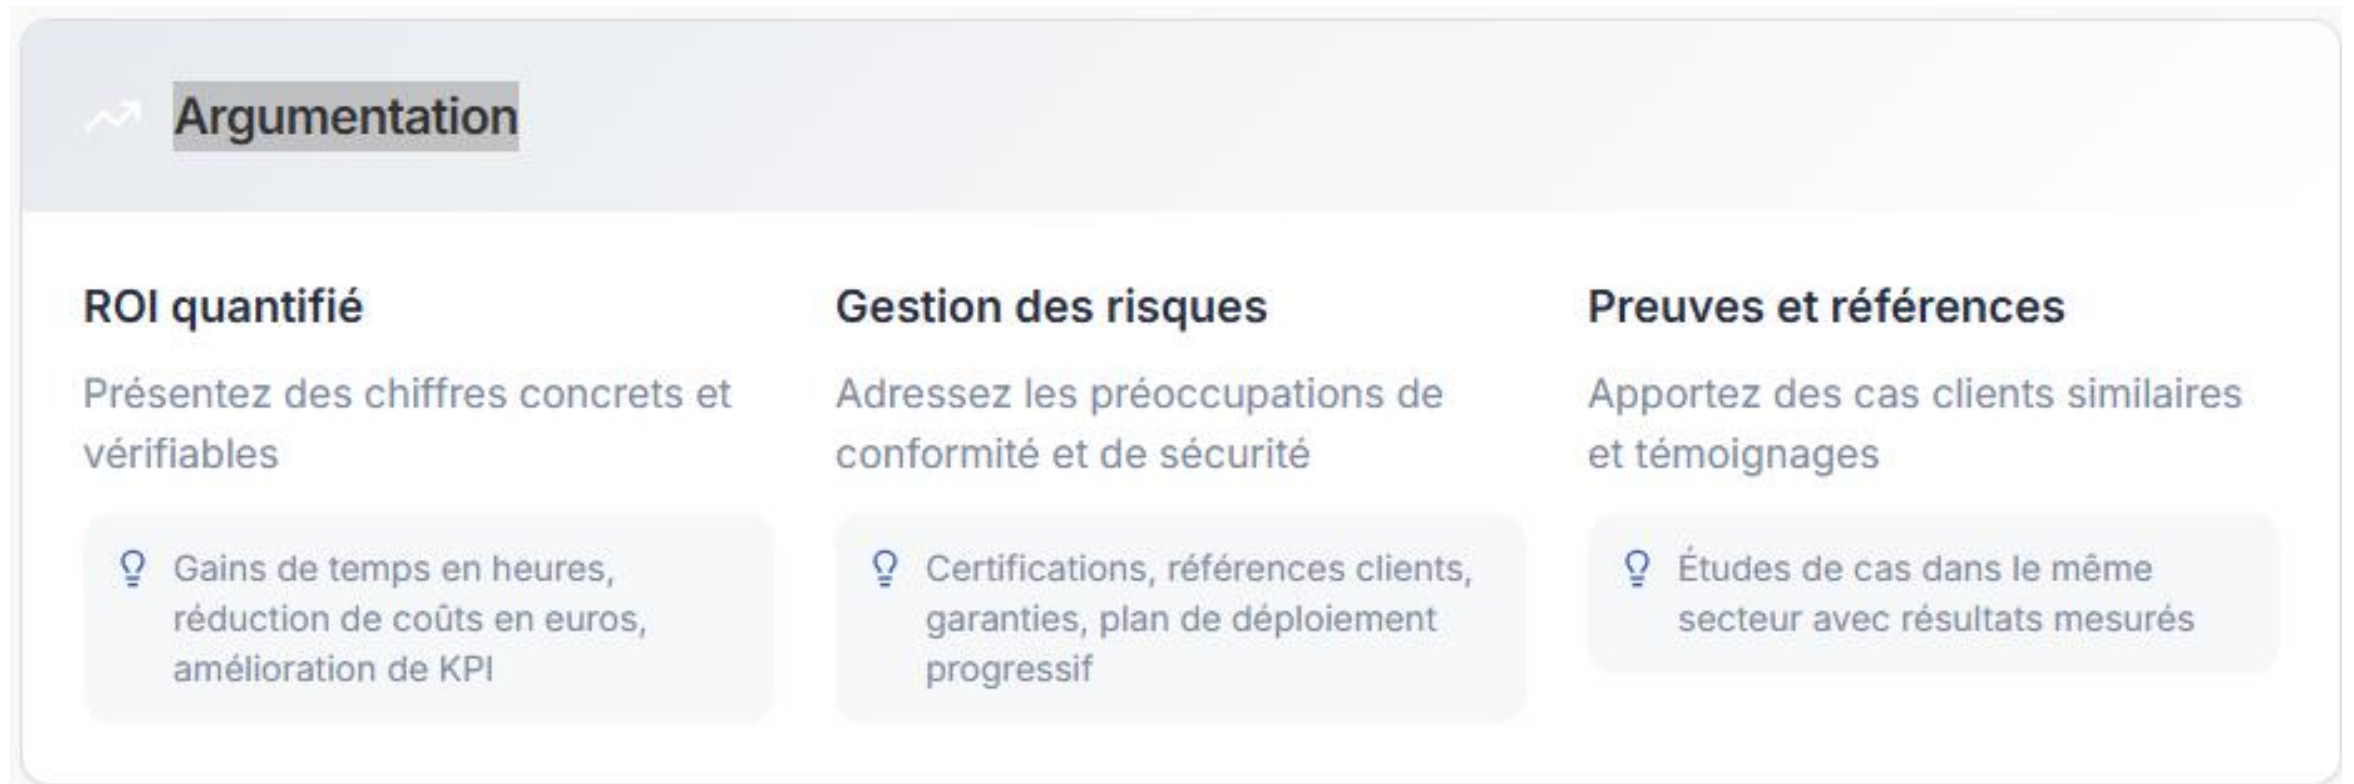 Argumentation
ROI quantifié
Présentez des chiffres concrets et
vérifiables
Gains de temps en heures,
réduction de coûts en euros,
amélioration de KPI
Gestion des risques
Adressez les préoccupations de
conformité et de sécurité
Certifications, références clients,
garanties, plan de déploiement
progressif
Preuves et références
Apportez des cas clients similaires
et témoignages
Études de cas dans le même
secteur avec résultats mesurés